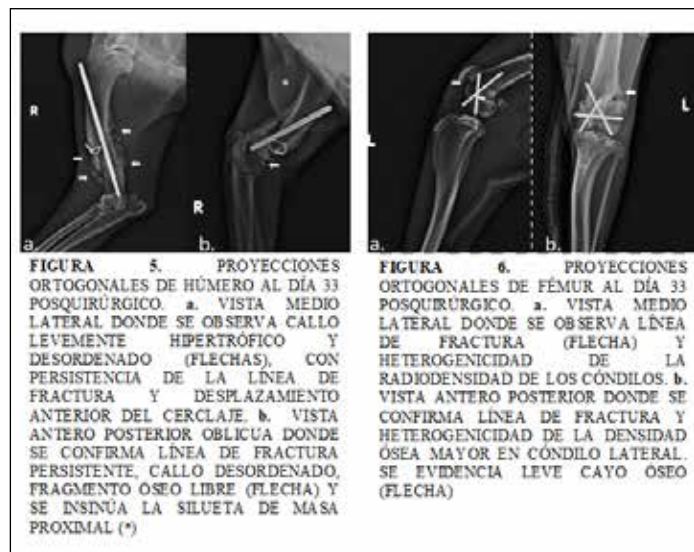 R
a.
R
b.
L
a.
L
b.
FIGURA 5. PROYECCIONES
ORTOGONALES DE HÚMERO AL DÍA 33
POSQUIRÚRGICO. a. VISTA MEDIO
LATERAL DONDE SE OBSERVA CALLO
LEVEMENTE HIPERTRÓFICO Y
DESORDENADO (FLECHAS), CON
PERSISTENCIA DE LA LÍNEA DE
FRACTURA Y DESPLAZAMIENTO
ANTERIOR DEL CERCLAJE. b. VISTA
ANTERO POSTERIOR OBLICUA DONDE
SE CONFIRMA LÍNEA DE FRACTURA
PERSISTENTE, CALLO DESORDENADO,
FRAGMENTO ÓSEO LIBRE (FLECHA) Y
SE INSINÚA LA SILUETA DE MASA
PROXIMAL (*)
FIGURA 6. PROYECCIONES
ORTOGONALES DE FÉMUR AL DÍA 33
POSQUIRÚRGICO. a. VISTA MEDIO
LATERAL DONDE SE OBSERVA LÍNEA
DE FRACTURA (FLECHA) Y
HETEROGENICIDAD DE LA
RADIODENSIDAD DE LOS CÓNDILOS. b.
VISTA ANTERO POSTERIOR DONDE SE
CONFIRMA LÍNEA DE FRACTURA Y
HETEROGENICIDAD DE LA DENSIDAD
ÓSEA MAYOR EN CÓNDILO LATERAL.
SE EVIDENCIA LEVE CAYO ÓSEO
(FLECHA)